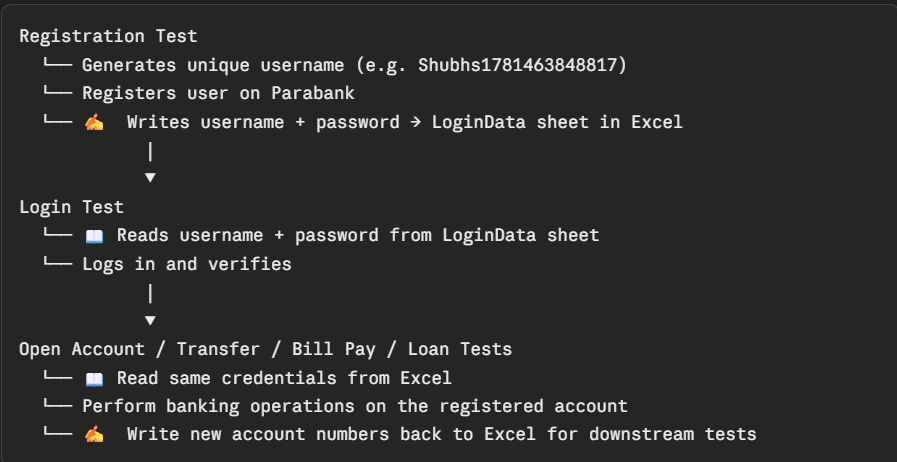 Registration Test
└── Generates unique username (e.g. Shubhs1781463848817)
└── Registers user on Parabank
└── ✍️ Writes username + password → LoginData sheet in Excel
│
▼
Login Test
└── 📖 Reads username + password from LoginData sheet
└── Logs in and verifies
│
▼
Open Account / Transfer / Bill Pay / Loan Tests
└── 📖 Read same credentials from Excel
└── Perform banking operations on the registered account
└── ✍️ Write new account numbers back to Excel for downstream tests